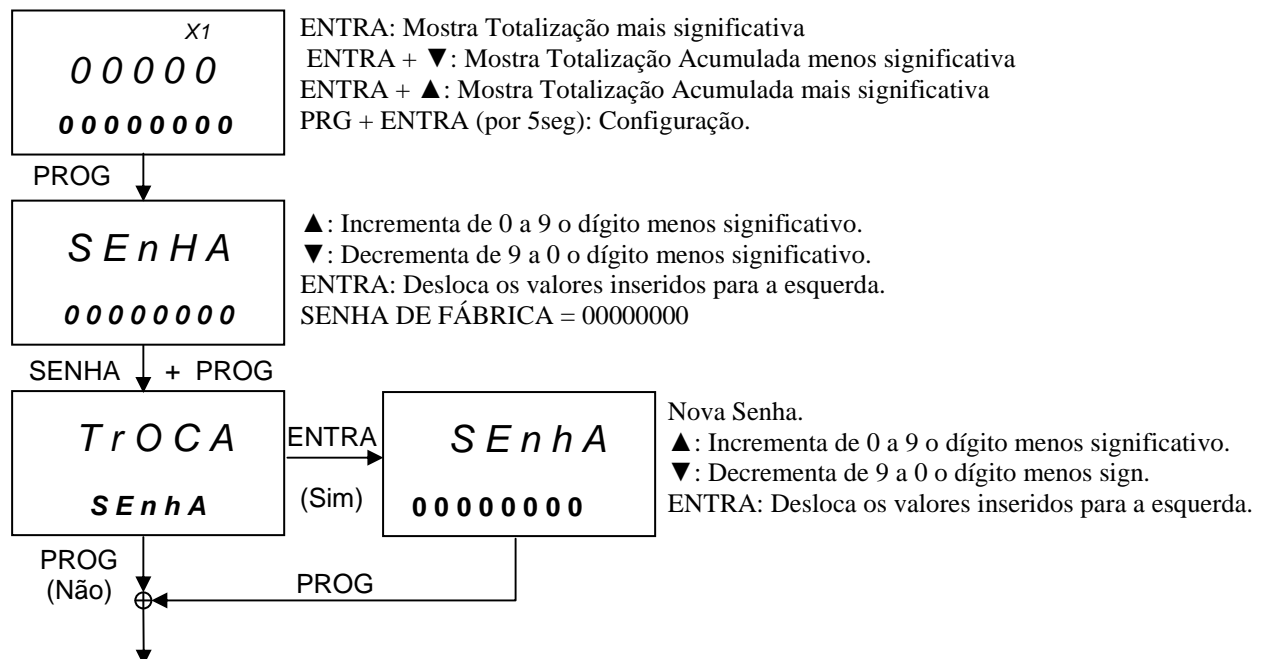 X1
00000
00000000
ENTRA: Mostra Totalização mais significativa
ENTRA + ▼: Mostra Totalização Acumulada menos significativa
ENTRA + ▲: Mostra Totalização Acumulada mais significativa
PRG + ENTRA (por 5seg): Configuração.
PROG
SEnHA
00000000
▲: Incrementa de 0 a 9 o dígito menos significativo.
▼: Decrementa de 9 a 0 o dígito menos significativo.
ENTRA: Desloca os valores inseridos para a esquerda.
SENHA DE FÁBRICA = 00000000
SENHA + PROG
TrOCA
SEnhA
ENTRA
(Sim)
SEnhA
00000000
Nova Senha.
▲: Incrementa de 0 a 9 o dígito menos significativo.
▼: Decrementa de 9 a 0 o dígito menos sign.
ENTRA: Desloca os valores inseridos para a esquerda.
PROG
(Não)
PROG